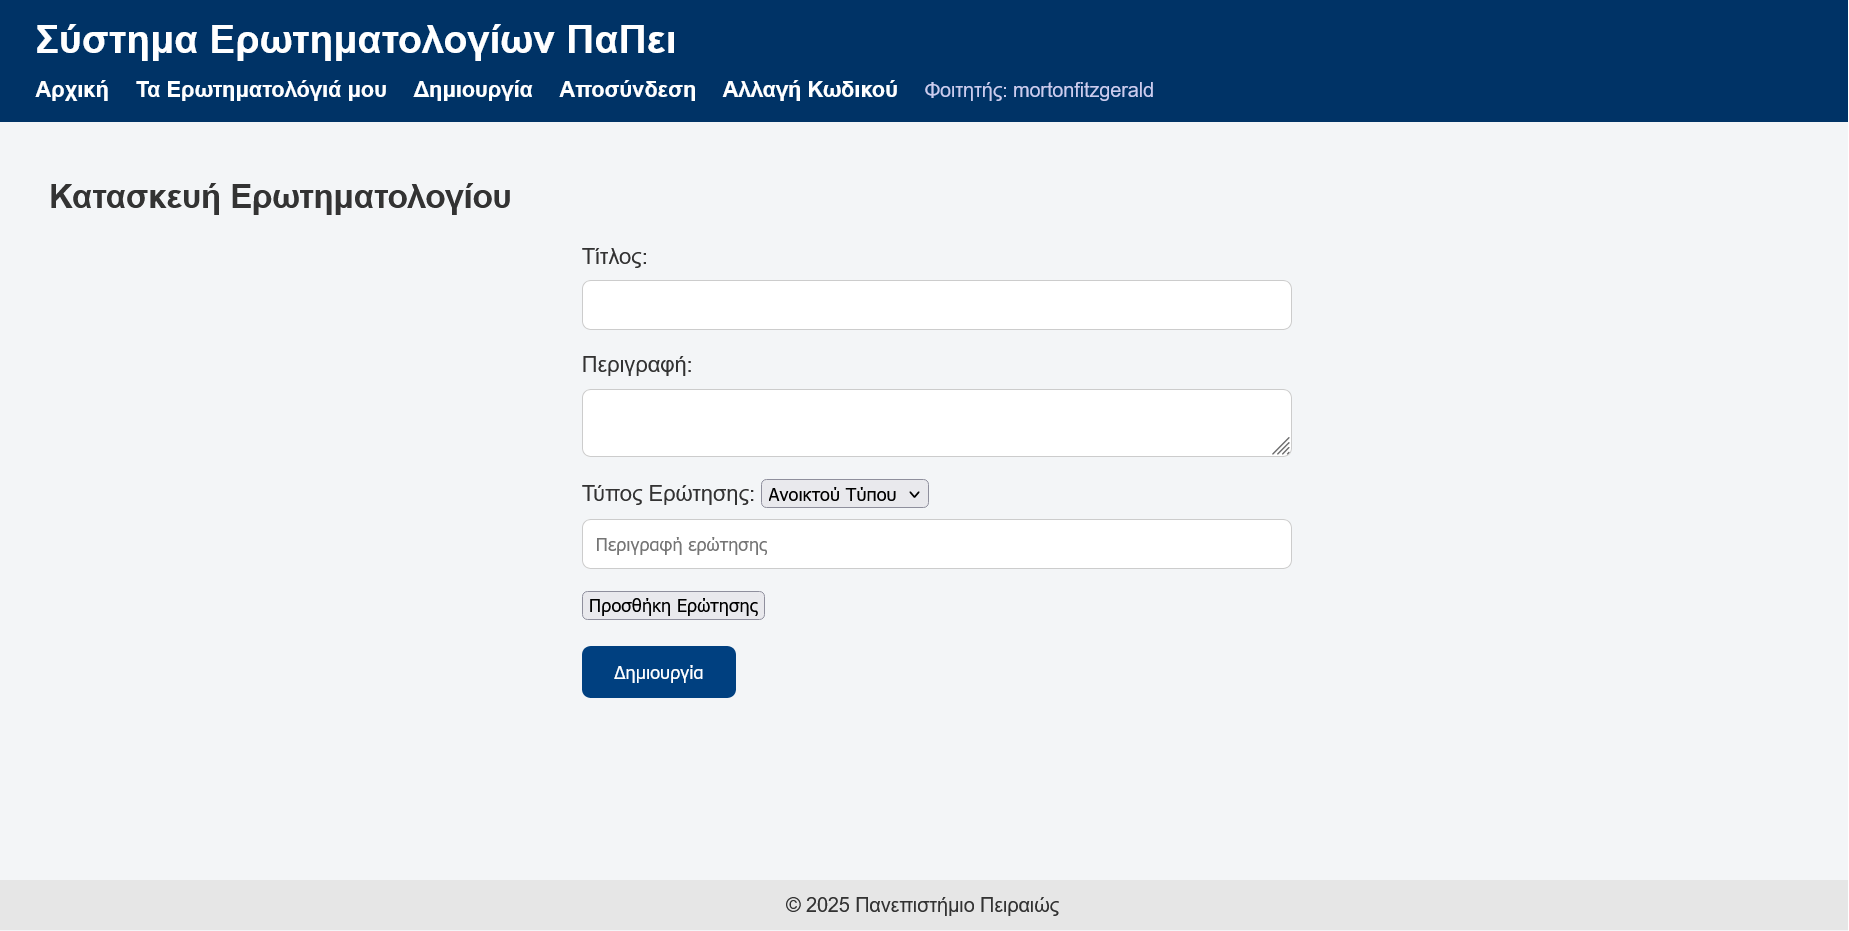 Σύστημα Ερωτηματολογίων ΠαΠει
Αρχική Τα Ερωτηματολόγιά μου Δημιουργία Αποσύνδεση Αλλαγή Κωδικού Φοιτητής: mortonfitzgerald
Κατασκευή Ερωτηματολογίου
Τίτλος:
Περιγραφή:
Τύπος Ερώτησης: Ανοικτού Τύπου
Περιγραφή ερώτησης
Προσθήκη Ερώτησης
Δημιουργία
© 2025 Πανεπιστήμιο Πειραιώς